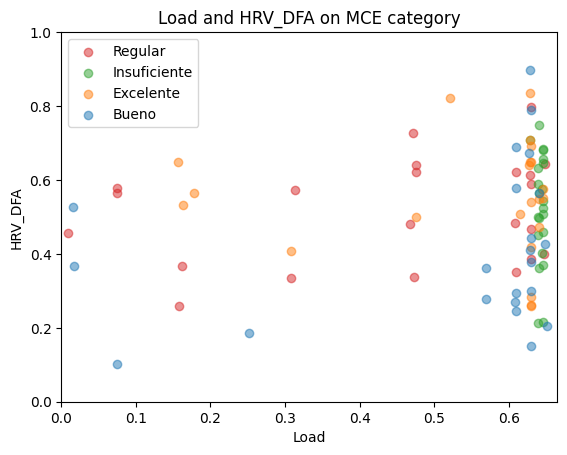 Load and HRV_DFA on MCE category
Regular
Insuficiente
Excelente
Bueno
1.0
0.8
0.6
0.4
0.2
0.0
HRV_DFA
0.0 0.1 0.2 0.3 0.4 0.5 0.6
Load